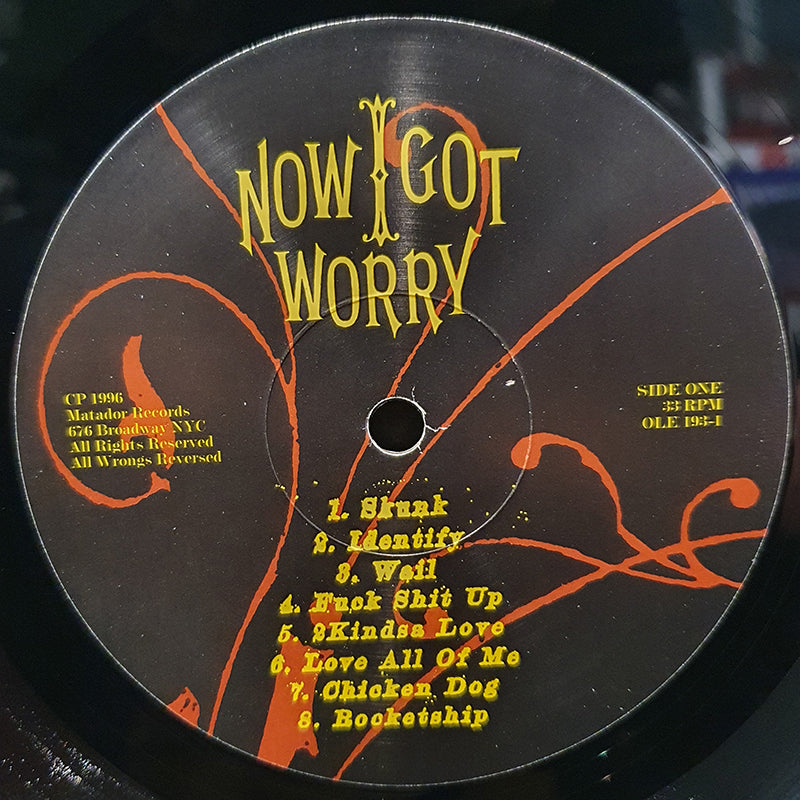 NOW I GOT
WORRY
CP 1996
Matador Records
676 Broadway NYC
All Rights Reserved
All Wrongs Reversed
SIDE ONE
33 RPM
OLE 193-1
1. Skunk
2. Identify
3. Wail
4. Fuck Shit Up
5. 2Kindsa Love
6. Love All Of Me
7. Chicken Dog
8. Rocketship